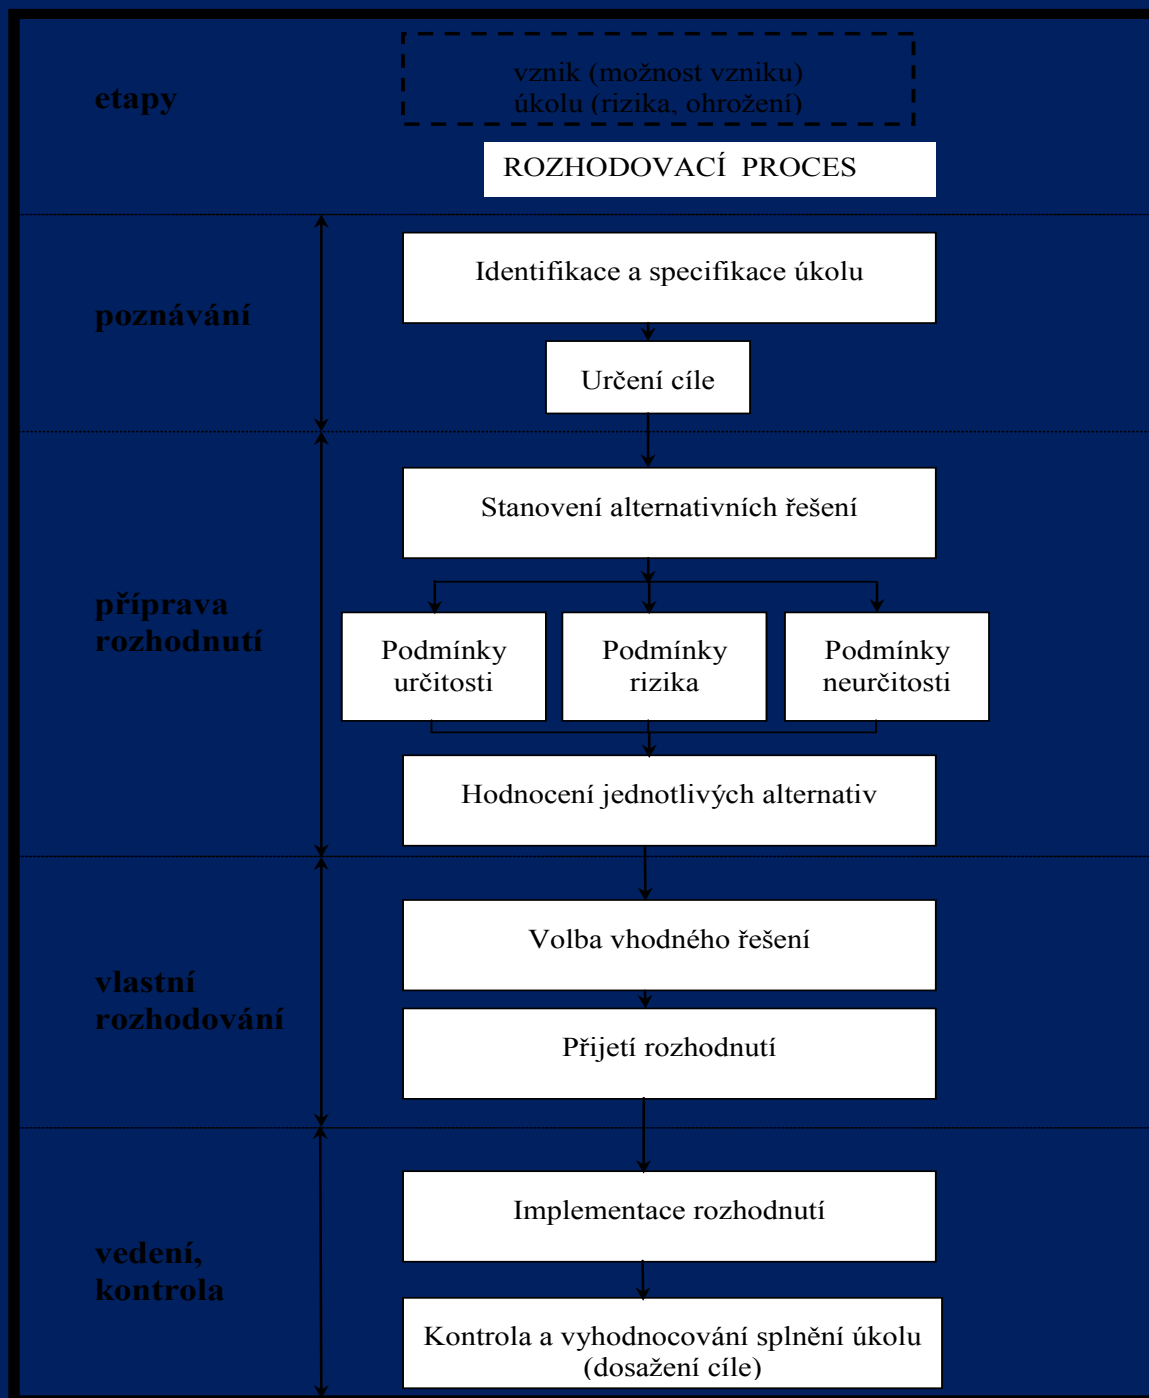 etapy
vznik (možnost vzniku)
úkolu (rizika, ohrožení)
ROZHODOVACÍ PROCES
poznávání
Identifikace a specifikace úkolu
Určení cíle
příprava
rozhodnutí
Stanovení alternativních řešení
Podmínky
určitosti
Podmínky
rizika
Podmínky
neurčitosti
Hodnocení jednotlivých alternativ
vlastní
rozhodování
Volba vhodného řešení
Přijetí rozhodnutí
vedení,
kontrola
Implementace rozhodnutí
Kontrola a vyhodnocování splnění úkolu
(dosažení cíle)